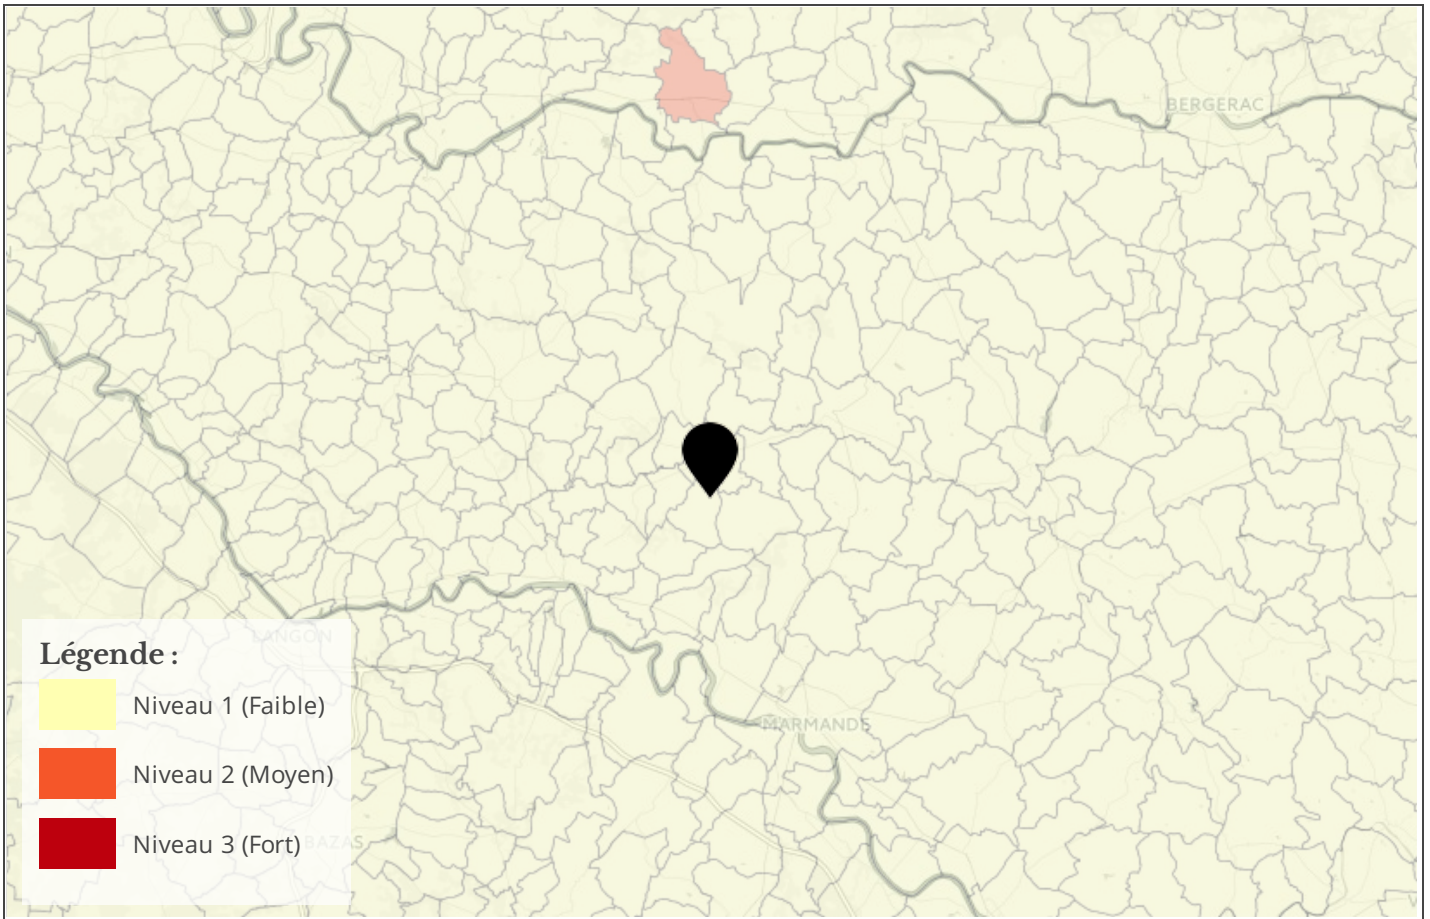 BERGERAC
LANGON
Légende :
Niveau 1 (Faible)
MARMANDE
Niveau 2 (Moyen)
Niveau 3 (Fort)
BAZAS